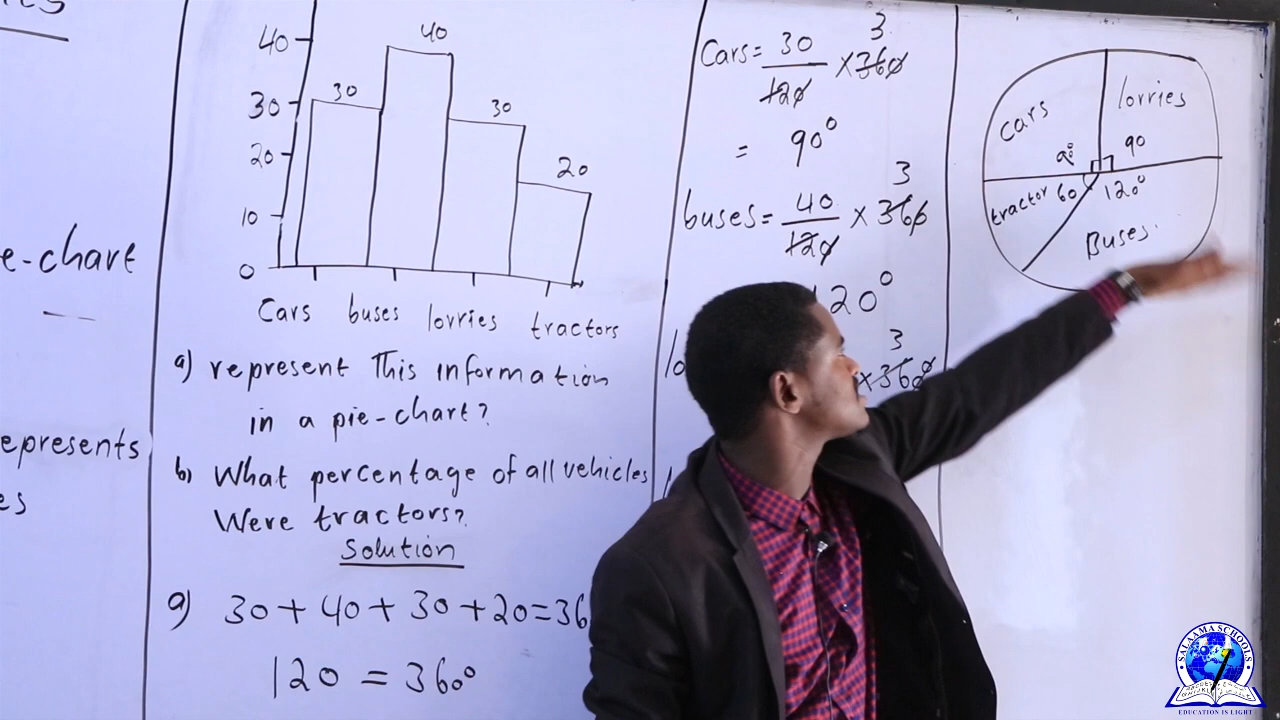 e-chart
epresents
es
40
30
20
10
0
30
40
30
20
Cars buses lorries tractors
a) represent This information
in a pie-chart?
b) What percentage of all vehicles
Were tractors?
Solution
a) 30 + 40 + 30 + 20 = 36
120 = 360°
3
Cars = 30/120 × 360
= 90°
3
buses = 40/120 × 360
120°
3
lo × 360
Cars
lorries
90
tractor 60
120°
Buses
SALAAMA SCHOOLS
EDUCATION IS LIGHT